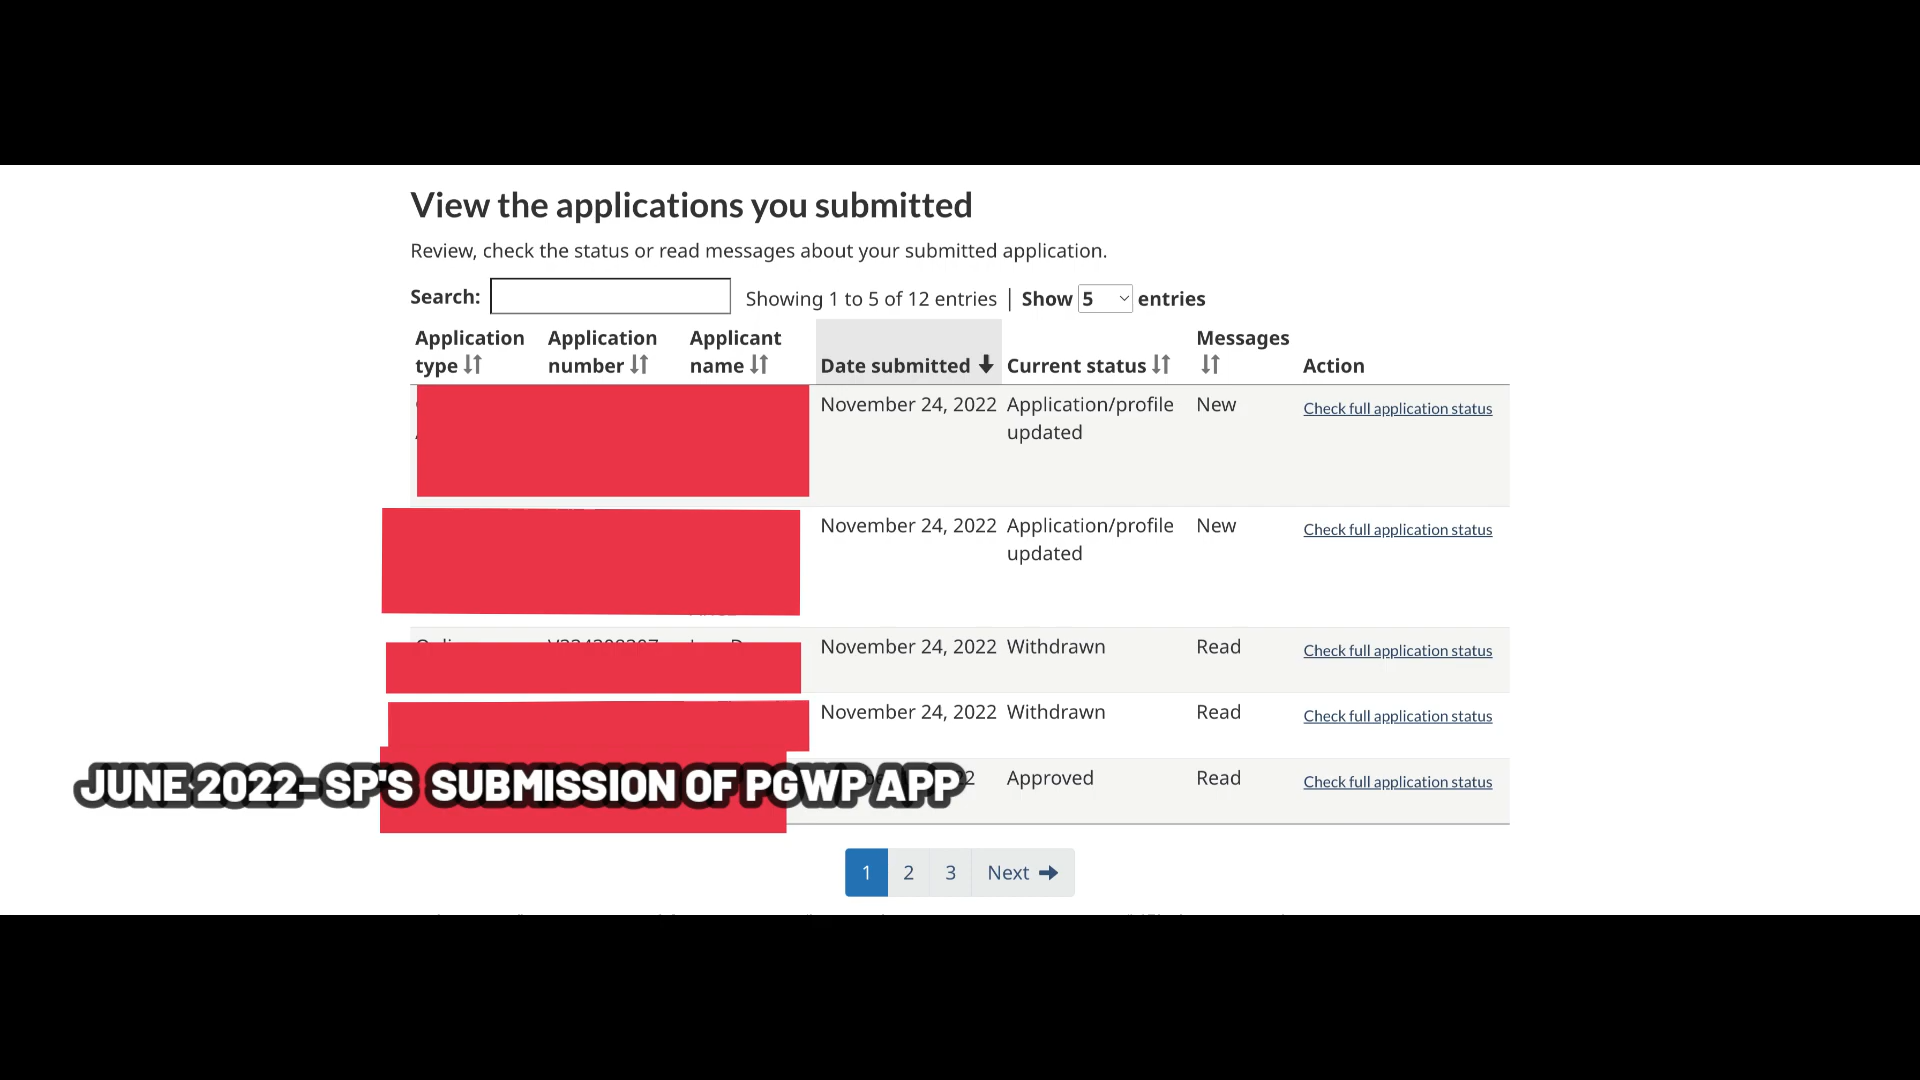 View the applications you submitted
Review, check the status or read messages about your submitted application.
Search: Showing 1 to 5 of 12 entries | Show 5 entries
Application type Application number Applicant name Date submitted Current status Messages Action
November 24, 2022 Application/profile updated New Check full application status
November 24, 2022 Application/profile updated New Check full application status
November 24, 2022 Withdrawn Read Check full application status
November 24, 2022 Withdrawn Read Check full application status
Approved Read Check full application status
JUNE 2022- SP'S SUBMISSION OF PGWP APP
1 2 3 Next